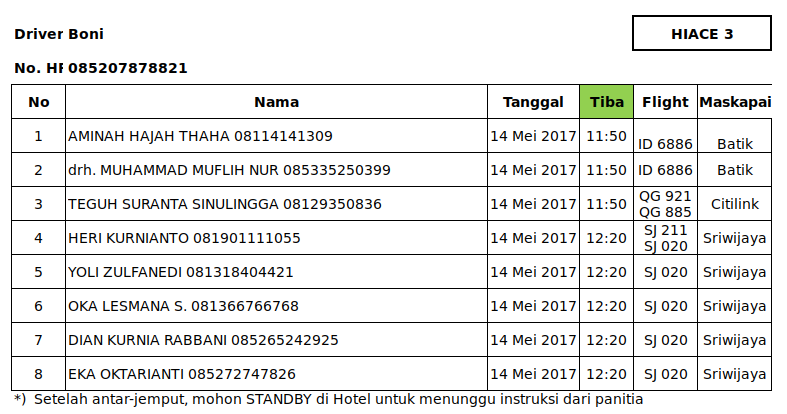 Driver Boni HIACE 3
No. HF 085207878821
No Nama Tanggal Tiba Flight Maskapai
1 AMINAH HAJAH THAHA 08114141309 14 Mei 2017 11:50 ID 6886 Batik
2 drh. MUHAMMAD MUFLIH NUR 085335250399 14 Mei 2017 11:50 ID 6886 Batik
3 TEGUH SURANTA SINULINGGA 08129350836 14 Mei 2017 11:50 QG 921 QG 885 Citilink
4 HERI KURNIANTO 081901111055 14 Mei 2017 12:20 SJ 211 SJ 020 Sriwijaya
5 YOLI ZULFANEDI 081318404421 14 Mei 2017 12:20 SJ 020 Sriwijaya
6 OKA LESMANA S. 081366766768 14 Mei 2017 12:20 SJ 020 Sriwijaya
7 DIAN KURNIA RABBANI 085265242925 14 Mei 2017 12:20 SJ 020 Sriwijaya
8 EKA OKTARIANTI 085272747826 14 Mei 2017 12:20 SJ 020 Sriwijaya
*) Setelah antar-jemput, mohon STANDBY di Hotel untuk menunggu instruksi dari panitia